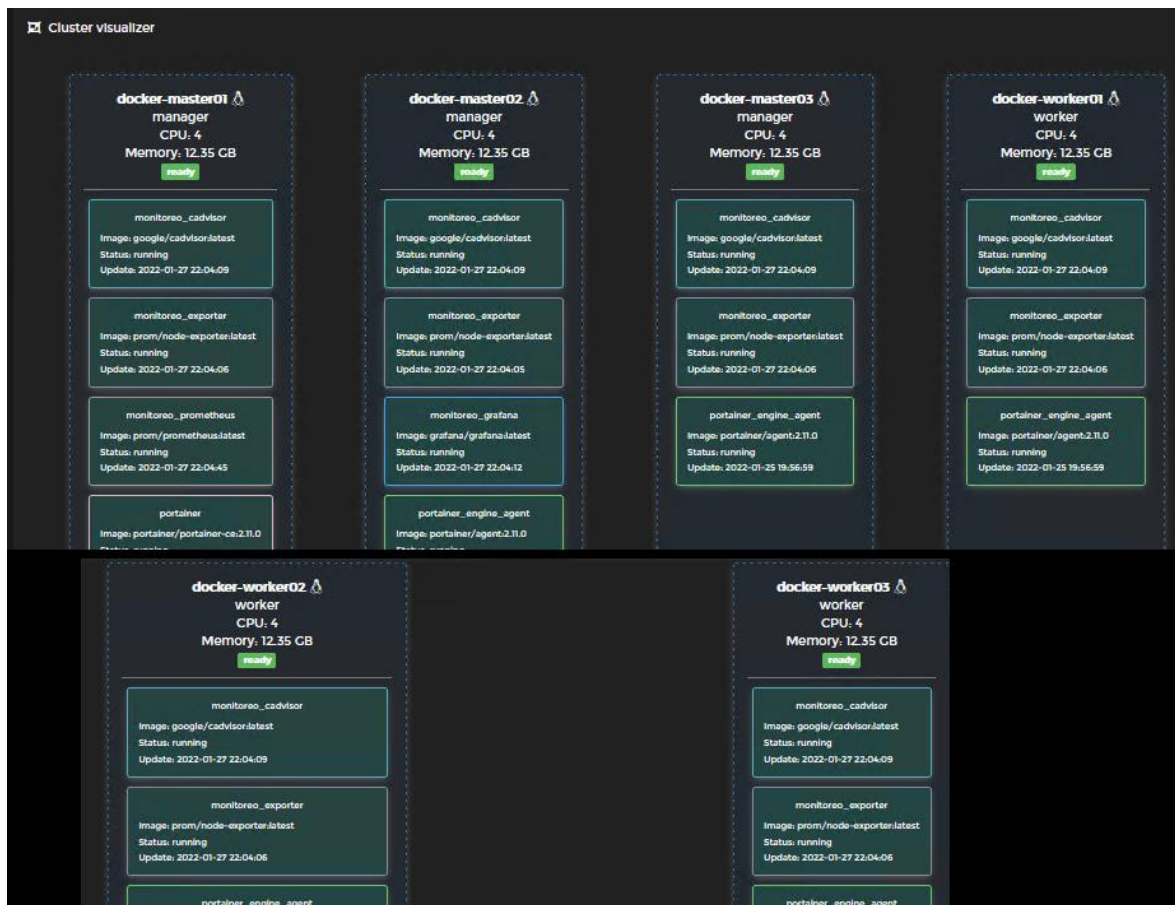 Cluster visualizer
docker-master01
manager
CPU: 4
Memory: 12.35 GB
ready
monitoreo_cadvisor
Image: google/cadvisor:latest
Status: running
Update: 2022-01-27 22:04:09
monitoreo_exporter
Image: prom/node-exporter:latest
Status: running
Update: 2022-01-27 22:04:06
monitoreo_prometheus
Image: prom/prometheus:latest
Status: running
Update: 2022-01-27 22:04:45
portainer
Image: portainer/portainer-ce:2.11.0
Status: running
docker-master02
manager
CPU: 4
Memory: 12.35 GB
ready
monitoreo_cadvisor
Image: google/cadvisor:latest
Status: running
Update: 2022-01-27 22:04:09
monitoreo_exporter
Image: prom/node-exporter:latest
Status: running
Update: 2022-01-27 22:04:05
monitoreo_grafana
Image: grafana/grafana:latest
Status: running
Update: 2022-01-27 22:04:12
portainer_engine_agent
Image: portainer/agent:2.11.0
Status: running
docker-master03
manager
CPU: 4
Memory: 12.35 GB
ready
monitoreo_cadvisor
Image: google/cadvisor:latest
Status: running
Update: 2022-01-27 22:04:09
monitoreo_exporter
Image: prom/node-exporter:latest
Status: running
Update: 2022-01-27 22:04:06
portainer_engine_agent
Image: portainer/agent:2.11.0
Status: running
Update: 2022-01-25 19:56:59
docker-worker01
worker
CPU: 4
Memory: 12.35 GB
ready
monitoreo_cadvisor
Image: google/cadvisor:latest
Status: running
Update: 2022-01-27 22:04:09
monitoreo_exporter
Image: prom/node-exporter:latest
Status: running
Update: 2022-01-27 22:04:06
portainer_engine_agent
Image: portainer/agent:2.11.0
Status: running
Update: 2022-01-25 19:56:59
docker-worker02
worker
CPU: 4
Memory: 12.35 GB
ready
monitoreo_cadvisor
Image: google/cadvisor:latest
Status: running
Update: 2022-01-27 22:04:09
monitoreo_exporter
Image: prom/node-exporter:latest
Status: running
Update: 2022-01-27 22:04:06
portainer_engine_agent
docker-worker03
worker
CPU: 4
Memory: 12.35 GB
ready
monitoreo_cadvisor
Image: google/cadvisor:latest
Status: running
Update: 2022-01-27 22:04:09
monitoreo_exporter
Image: prom/node-exporter:latest
Status: running
Update: 2022-01-27 22:04:06
portainer_engine_agent